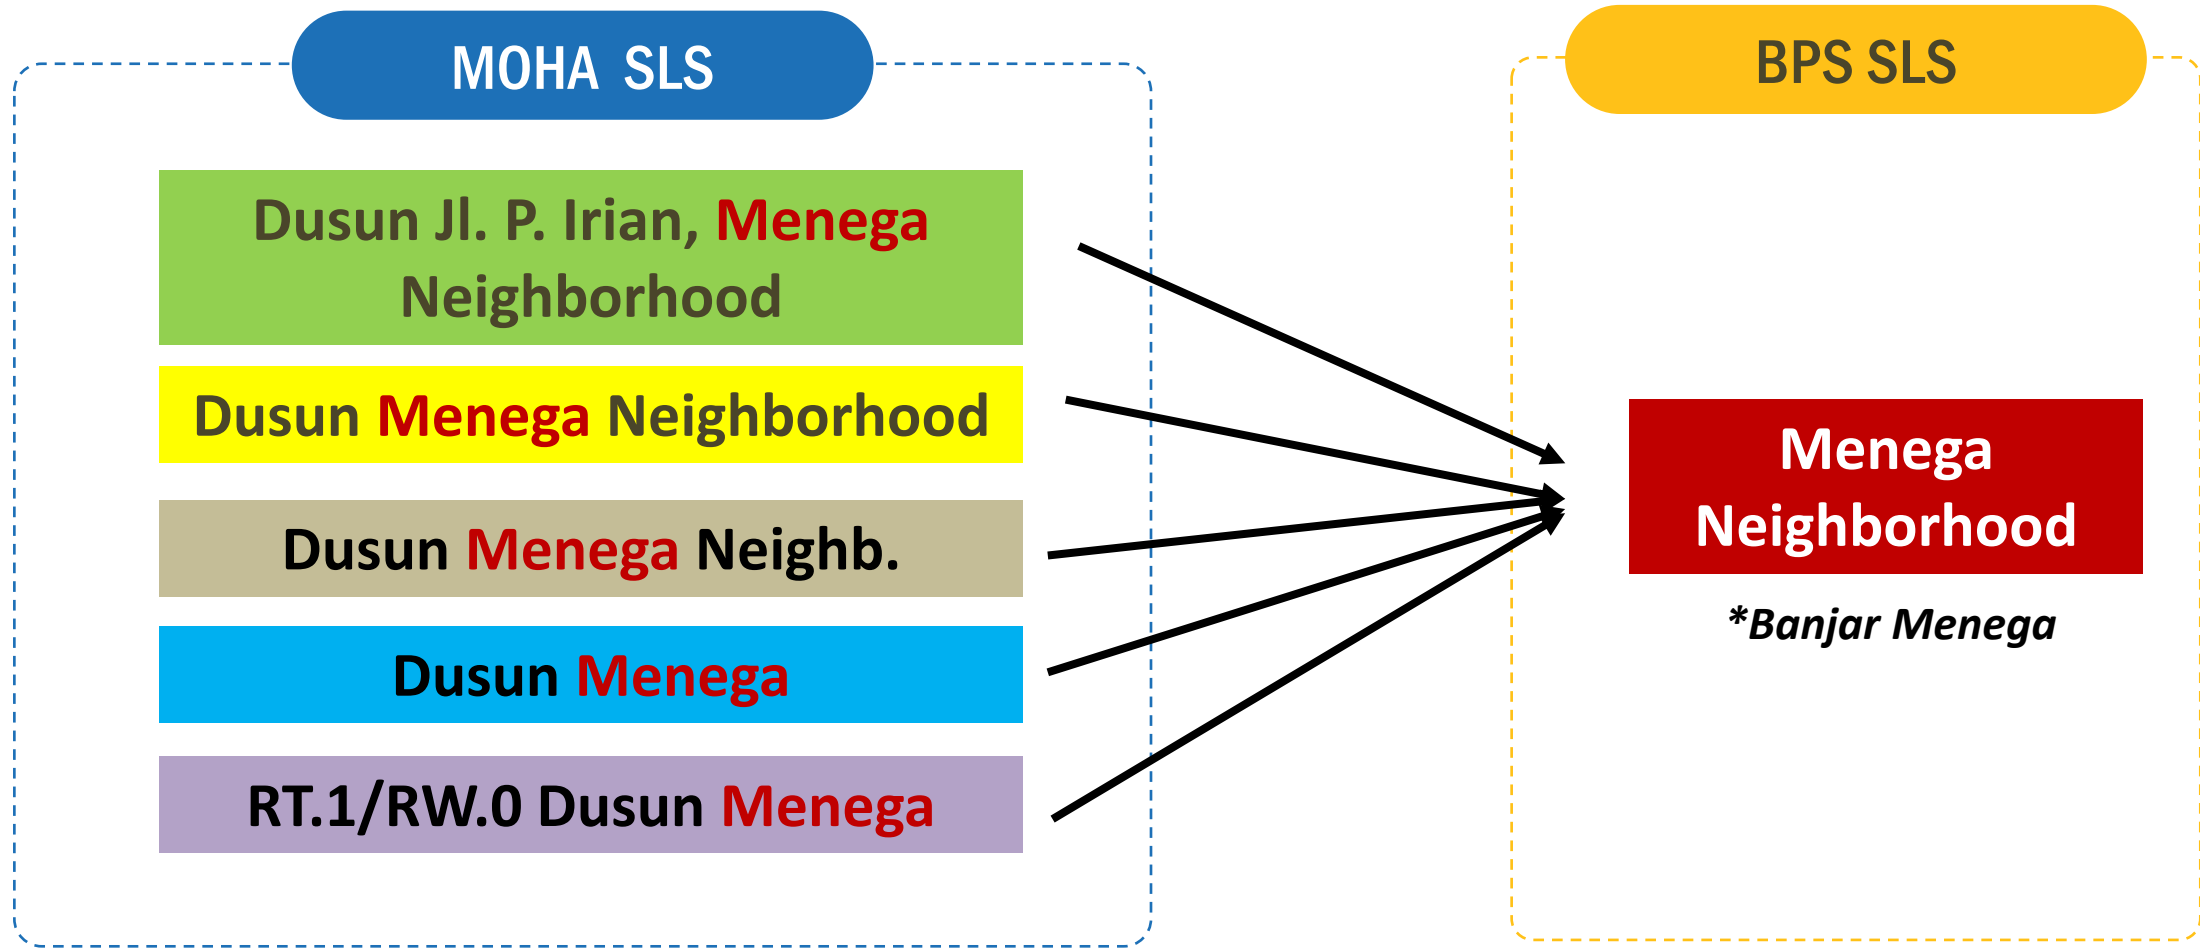 MOHA SLS
BPS SLS
Dusun Jl. P. Irian, Menega
Neighborhood
Dusun Menega Neighborhood
Dusun Menega Neighb.
Dusun Menega
RT.1/RW.0 Dusun Menega
Menega
Neighborhood
*Banjar Menega